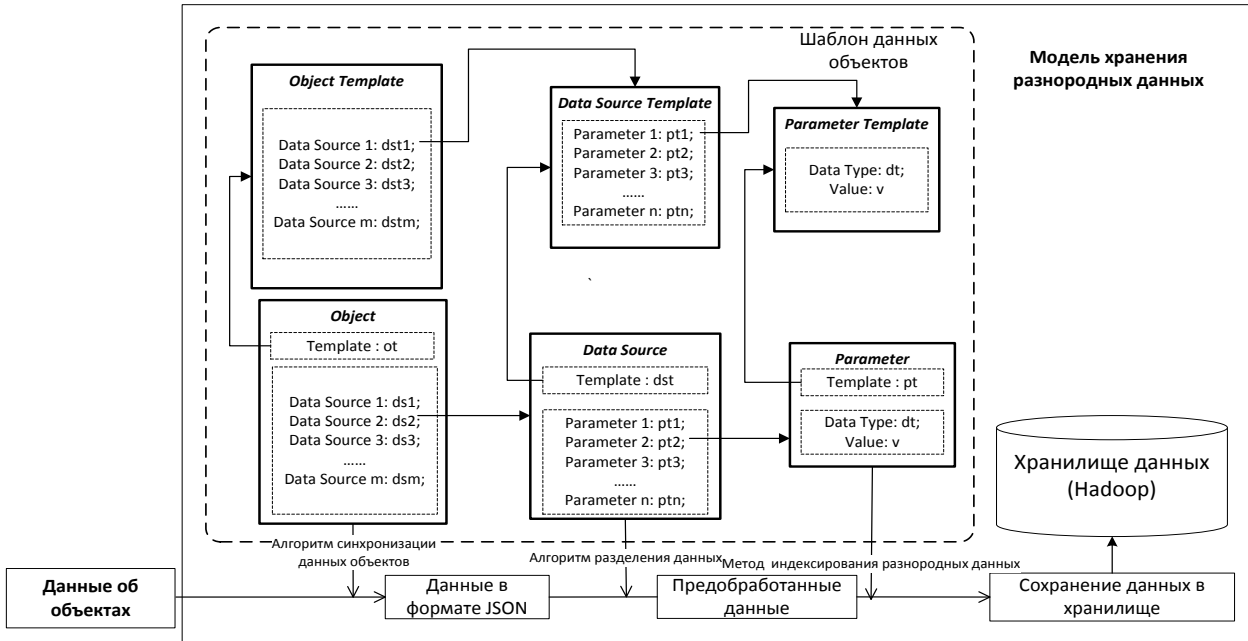 Шаблон данных
объектов
Модель хранения
разнородных данных
Object Template
Data Source 1: dst1;
Data Source 2: dst2;
Data Source 3: dst3;
......
Data Source m: dstm;
Data Source Template
Parameter 1: pt1;
Parameter 2: pt2;
Parameter 3: pt3;
......
Parameter n: ptn;
Parameter Template
Data Type: dt;
Value: v
`
Object
Template : ot
Data Source 1: ds1;
Data Source 2: ds2;
Data Source 3: ds3;
......
Data Source m: dsm;
Data Source
Template : dst
Parameter 1: pt1;
Parameter 2: pt2;
Parameter 3: pt3;
......
Parameter n: ptn;
Parameter
Template : pt
Data Type: dt;
Value: v
Хранилище данных
(Hadoop)
Алгоритм синхронизации
данных объектов
Алгоритм разделения данных
Метод индексирования разнородных данных
Данные об
объектах
Данные в
формате JSON
Предобработанные
данные
Сохранение данных в
хранилище